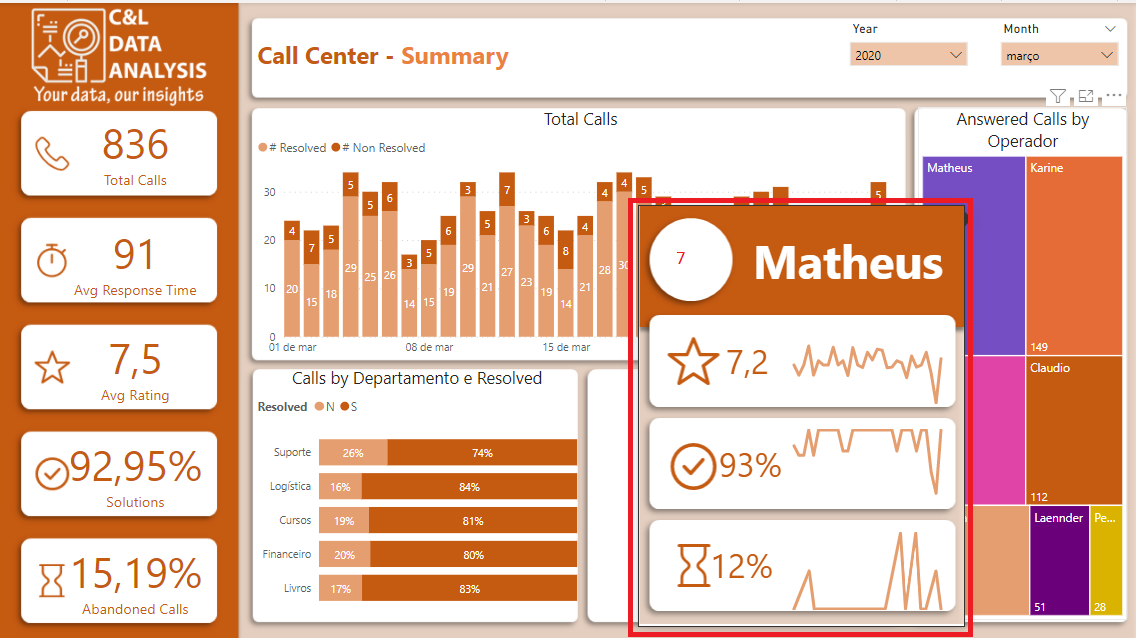 C&L
DATA
ANALYSIS
Your data, our insights
836
Total Calls
91
Avg Response Time
7,5
Avg Rating
92,95%
Solutions
15,19%
Abandoned Calls
Call Center - Summary
Year
2020
Month
março
Total Calls
# Resolved # Non Resolved
30
20
10
0
4 7 5 5 5 6 3 5 6 3 5 7 3 6 8 4 4 4 5 5
20 15 18 29 25 26 14 15 19 29 21 27 23 19 14 21 28 30
01 de mar 08 de mar 15 de mar
Calls by Departamento e Resolved
Resolved N S
Suporte 26% 74%
Logística 16% 84%
Cursos 19% 81%
Financeiro 20% 80%
Livros 17% 83%
7
Matheus
7,2
93%
12%
Answered Calls by
Operador
Matheus
Karine
149
Claudio
112
Laennder
51
Pe...
28